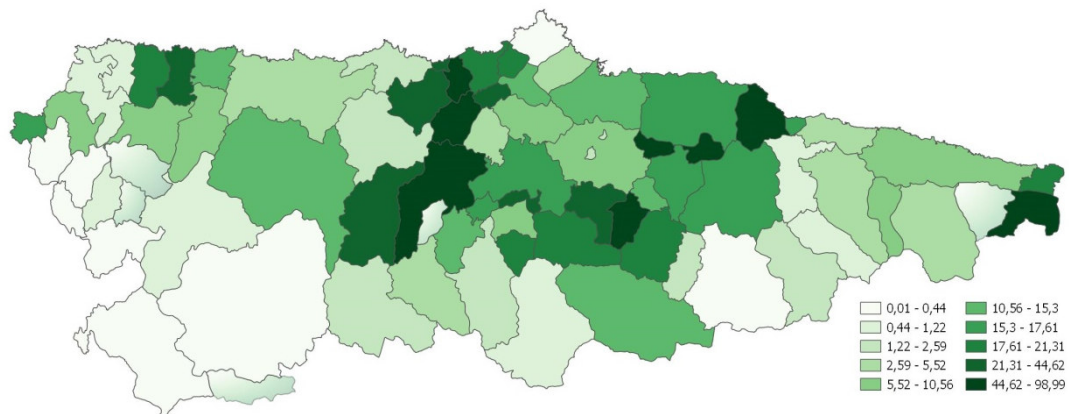 0,01 - 0,44
0,44 - 1,22
1,22 - 2,59
2,59 - 5,52
5,52 - 10,56
10,56 - 15,3
15,3 - 17,61
17,61 - 21,31
21,31 - 44,62
44,62 - 98,99